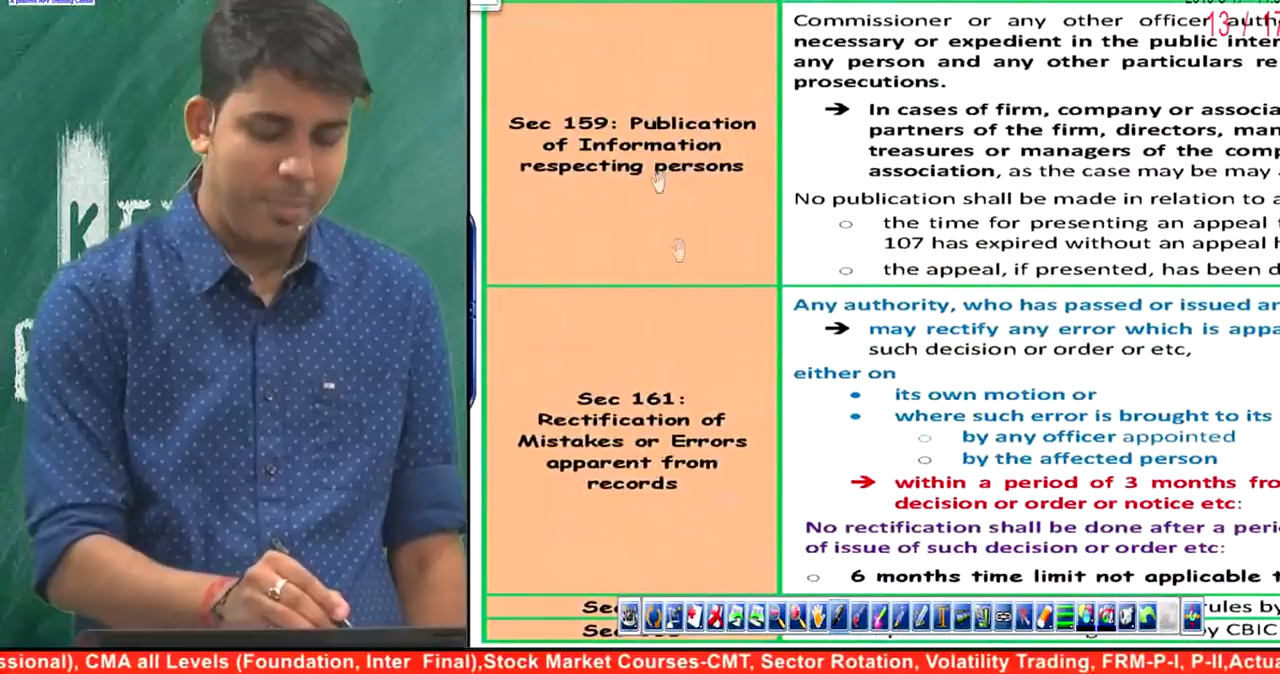 Commissioner or any other officer auth
13 / 17
necessary or expedient in the public inter
any person and any other particulars re
prosecutions.
➔ In cases of firm, company or associa
partners of the firm, directors, man
treasures or managers of the comp
association, as the case may be may
No publication shall be made in relation to a
○ the time for presenting an appeal
107 has expired without an appeal h
○ the appeal, if presented, has been d
Sec 159: Publication
of Information
respecting persons
Any authority, who has passed or issued an
➔ may rectify any error which is appa
such decision or order or etc,
either on
• its own motion or
• where such error is brought to its
○ by any officer appointed
○ by the affected person
➔ within a period of 3 months fro
decision or order or notice etc:
No rectification shall be done after a peri
of issue of such decision or order etc:
○ 6 months time limit not applicable t
Sec 161:
Rectification of
Mistakes or Errors
apparent from
records
Sec
rules by
Sec
by CBIC
ssional), CMA all Levels (Foundation, Inter Final),Stock Market Courses-CMT, Sector Rotation, Volatility Trading, FRM-P-I, P-II,Actua